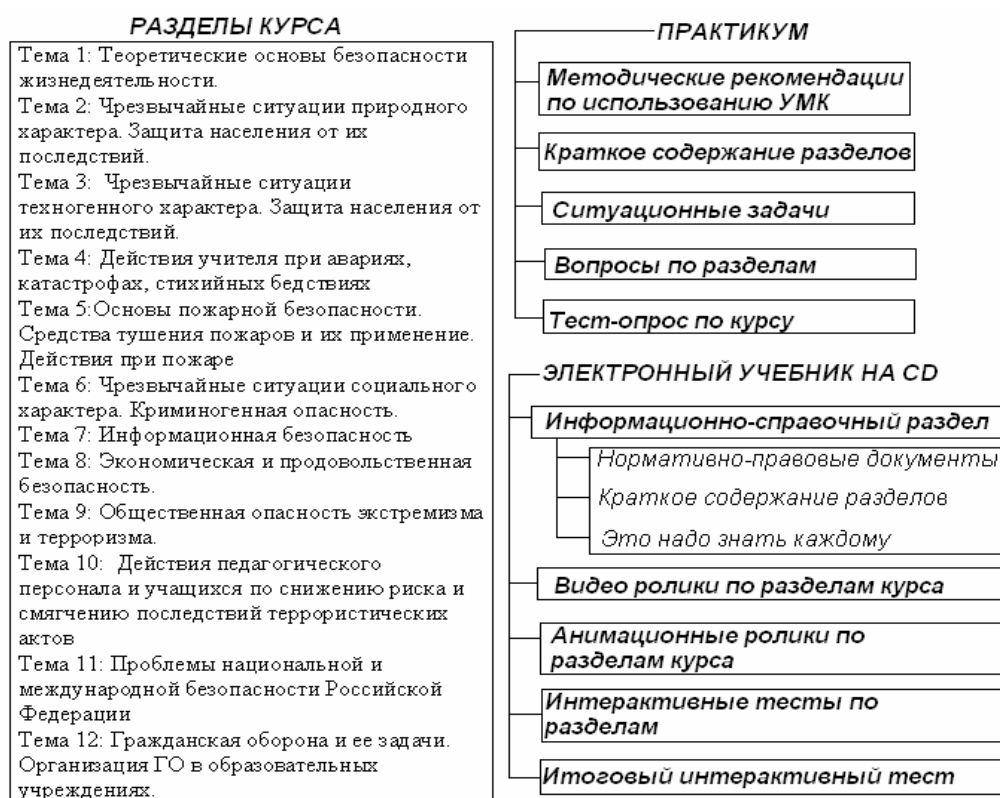 РАЗДЕЛЫ КУРСА
Тема 1: Теоретические основы безопасности
жизнедеятельности.
Тема 2: Чрезвычайные ситуации природного
характера. Защита населения от их
последствий.
Тема 3: Чрезвычайные ситуации
техногенного характера. Защита населения от
их последствий.
Тема 4: Действия учителя при авариях,
катастрофах, стихийных бедствиях
Тема 5:Основы пожарной безопасности.
Средства тушения пожаров и их применение.
Действия при пожаре
Тема 6: Чрезвычайные ситуации социального
характера. Криминогенная опасность.
Тема 7: Информационная безопасность
Тема 8: Экономическая и продовольственная
безопасность.
Тема 9: Общественная опасность экстремизма
и терроризма.
Тема 10: Действия педагогического
персонала и учащихся по снижению риска и
смягчению последствий террористических
актов
Тема 11: Проблемы национальной и
международной безопасности Российской
Федерации
Тема 12: Гражданская оборона и ее задачи.
Организация ГО в образовательных
учреждениях.
ПРАКТИКУМ
Методические рекомендации
по использованию УМК
Краткое содержание разделов
Ситуационные задачи
Вопросы по разделам
Тест-опрос по курсу
ЭЛЕКТРОННЫЙ УЧЕБНИК НА CD
Информационно-справочный раздел
Нормативно-правовые документы
Краткое содержание разделов
Это надо знать каждому
Видео ролики по разделам курса
Анимационные ролики по
разделам курса
Интерактивные тесты по
разделам
Итоговый интерактивный тест